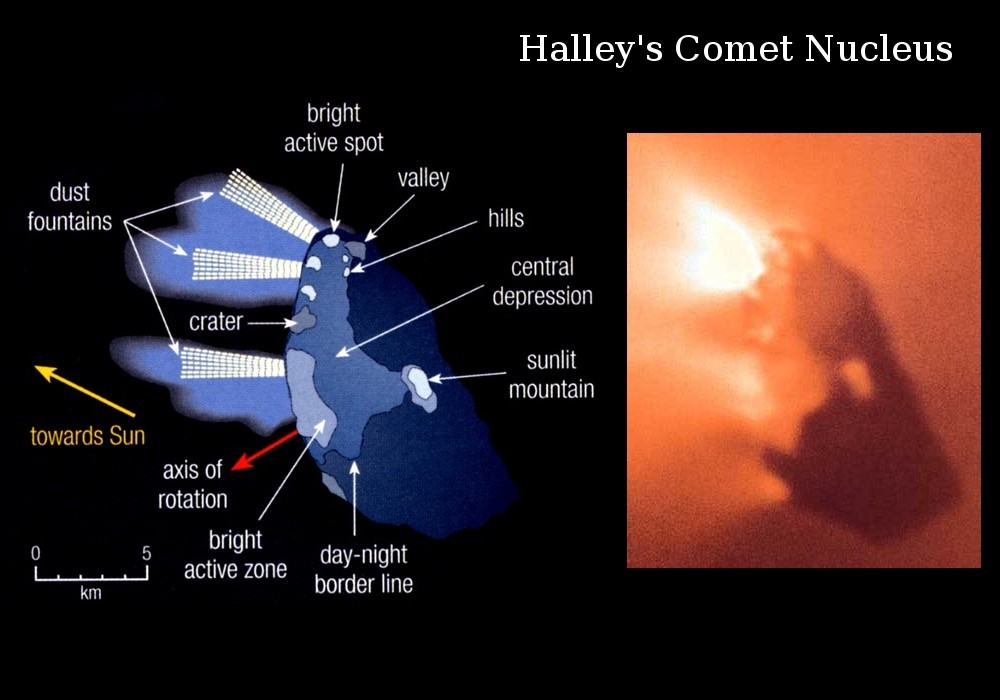 Halley's Comet Nucleus
bright
active spot
valley
dust
fountains
hills
central
depression
crater
sunlit
mountain
towards Sun
axis of
rotation
bright
active zone
day-night
border line
0 5
km